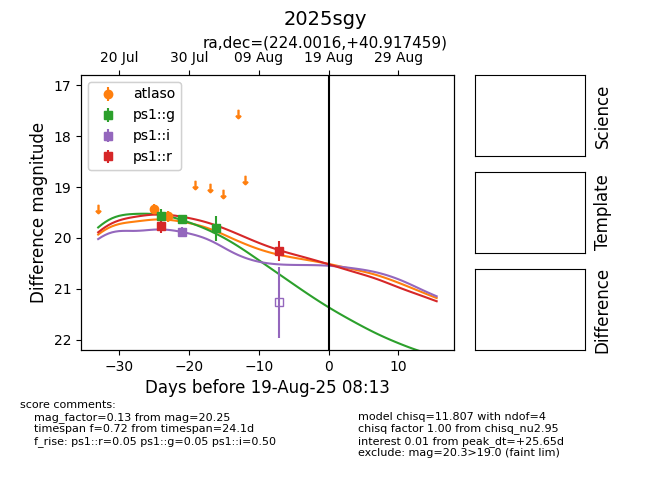 2025sgy
ra,dec=(224.0016,+40.917459)
20 Jul 30 Jul 09 Aug 19 Aug 29 Aug
17
18
19
20
21
22
Difference magnitude
atlaso
ps1::g
ps1::i
ps1::r
−30 −20 −10 0 10
Days before 19-Aug-25 08:13
Science
Template
Difference
score comments:
mag_factor=0.13 from mag=20.25
timespan f=0.72 from timespan=24.1d
f_rise: ps1::r=0.05 ps1::g=0.05 ps1::i=0.50
model chisq=11.807 with ndof=4
chisq factor 1.00 from chisq_nu2.95
interest 0.01 from peak_dt=+25.65d
exclude: mag=20.3>19.0 (faint lim)